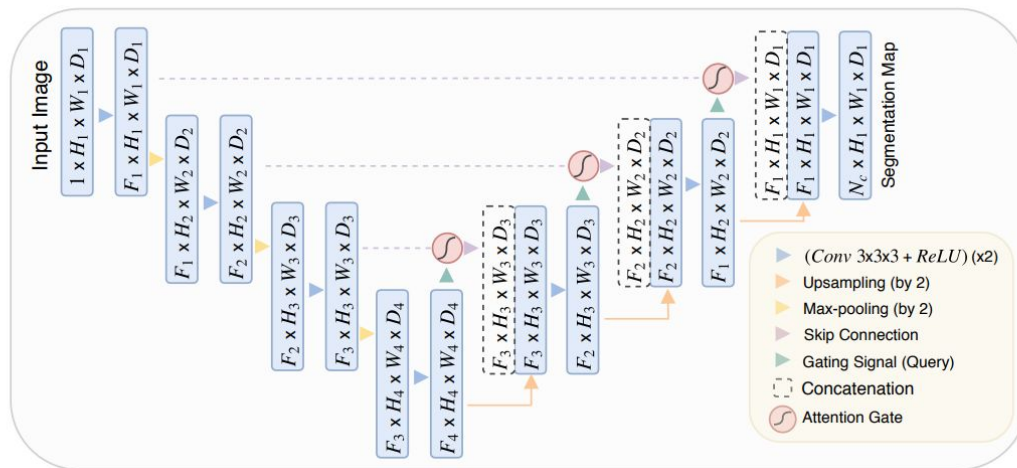 Input Image
1 x H₁ x W₁ x D₁
F₁ x H₁ x W₁ x D₁
F₁ x H₂ x W₂ x D₂
F₂ x H₂ x W₂ x D₂
F₂ x H₃ x W₃ x D₃
F₃ x H₃ x W₃ x D₃
F₃ x H₄ x W₄ x D₄
F₄ x H₄ x W₄ x D₄
F₃ x H₃ x W₃ x D₃
F₃ x H₃ x W₃ x D₃
F₂ x H₃ x W₃ x D₃
F₂ x H₂ x W₂ x D₂
F₂ x H₂ x W₂ x D₂
F₁ x H₂ x W₂ x D₂
F₁ x H₁ x W₁ x D₁
F₁ x H₁ x W₁ x D₁
N_c x H₁ x W₁ x D₁
Segmentation Map
(Conv 3x3x3 + ReLU) (x2)
Upsampling (by 2)
Max-pooling (by 2)
Skip Connection
Gating Signal (Query)
Concatenation
Attention Gate